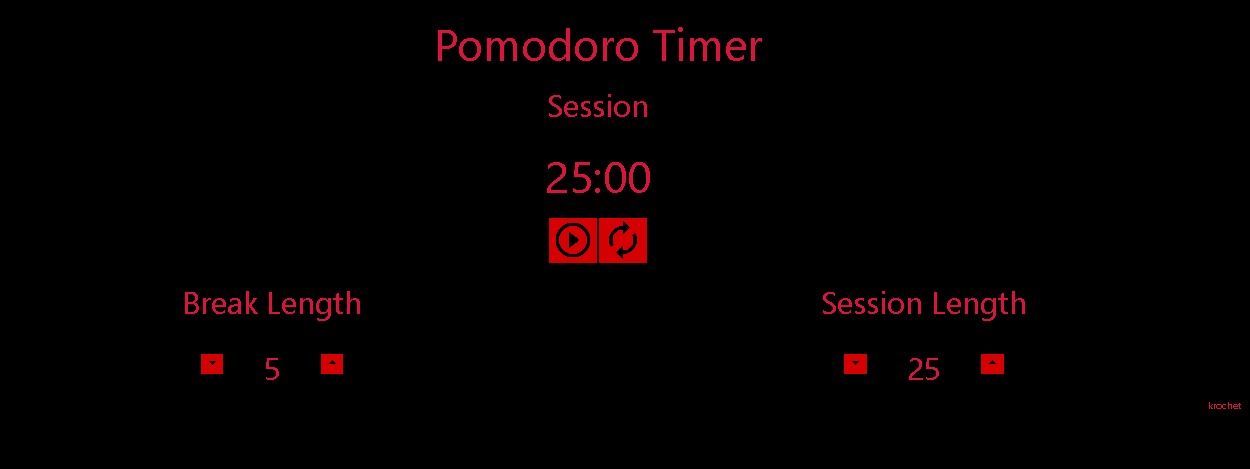 Pomodoro Timer
Session
25:00
Break Length
5
Session Length
25
krochet